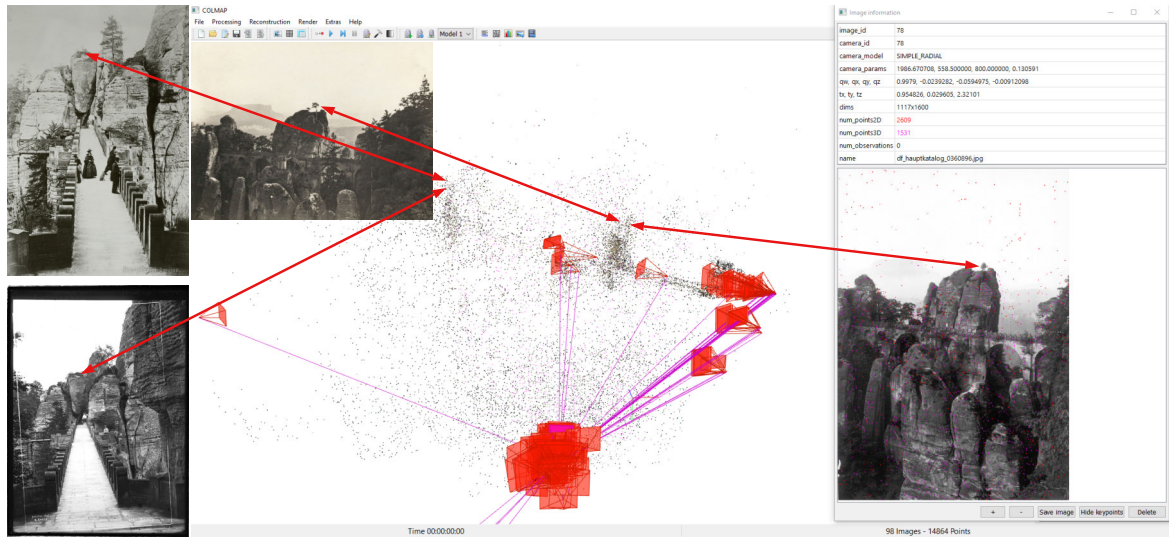 COLMAP
File Processing Reconstruction Render Extras Help
Model 1
Time 00:00:00:00
98 Images - 14864 Points
Image information
image_id 78
camera_id 78
camera_model SIMPLE_RADIAL
camera_params 1986.670708, 558.500000, 800.000000, 0.130591
qw, qx, qy, qz 0.9979, -0.0239282, -0.0594975, -0.00912098
tx, ty, tz 0.954826, 0.029605, 2.32101
dims 1117x1600
num_points2D 2609
num_points3D 1531
num_observations 0
name df_hauptkatalog_0360896.jpg
+ - Save image Hide keypoints Delete